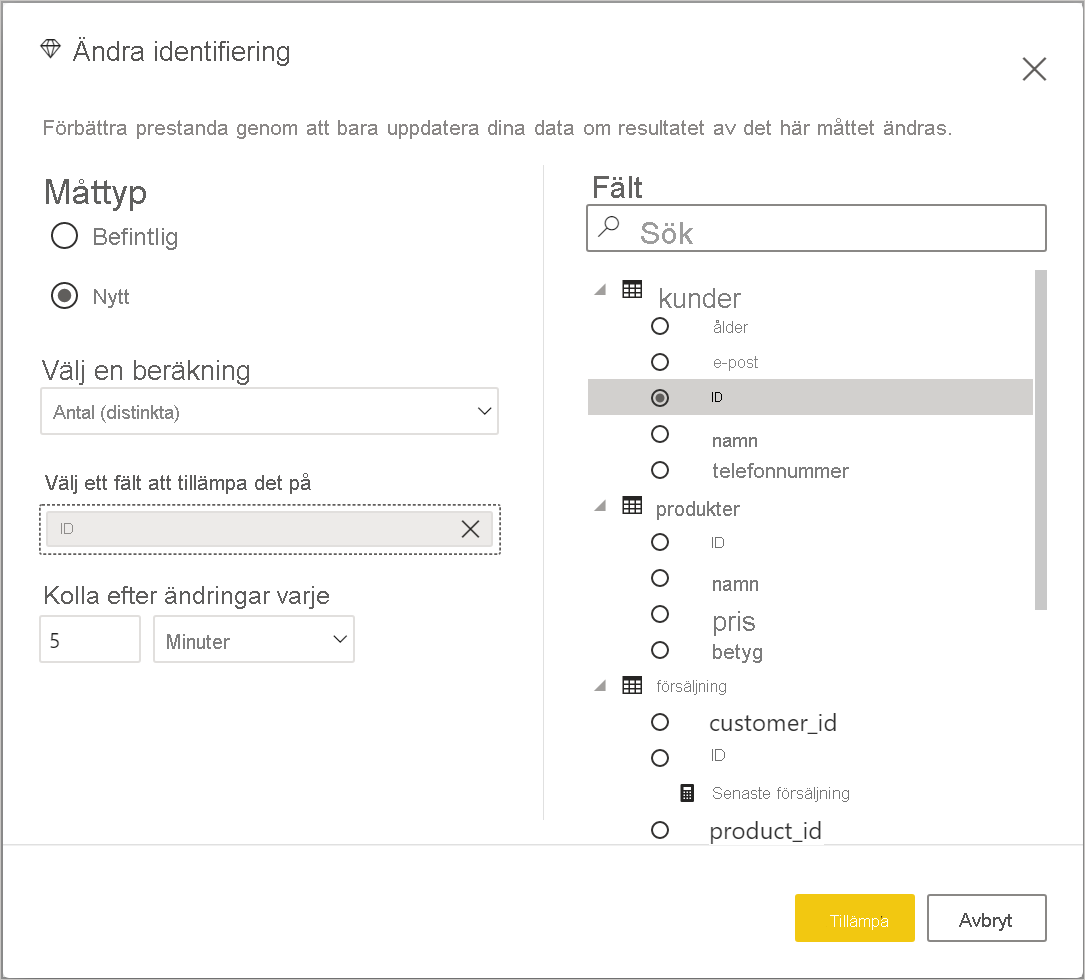 Ändra identifiering
Förbättra prestanda genom att bara uppdatera dina data om resultatet av det här måttet ändras.
Måttyp
Befintlig
Nytt
Välj en beräkning
Antal (distinkta)
Välj ett fält att tillämpa det på
ID
Kolla efter ändringar varje
5
Minuter
Fält
Sök
kunder
ålder
e-post
ID
namn
telefonnummer
produkter
ID
namn
pris
betyg
försäljning
customer_id
ID
Senaste försäljning
product_id
Tillämpa
Avbryt